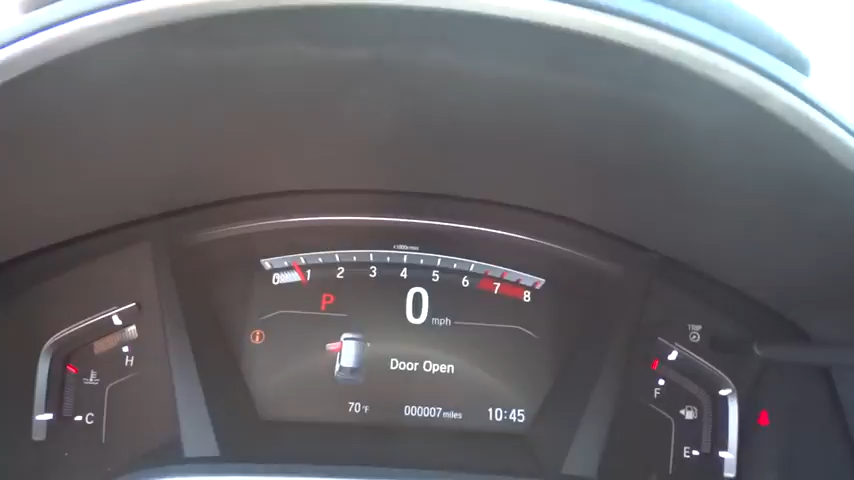 x1000r/min
0 1 2 3 4 5 6 7 8
P
0 mph
TRIP
H
C
F
E
Door Open
70°F 000007 miles 10:45